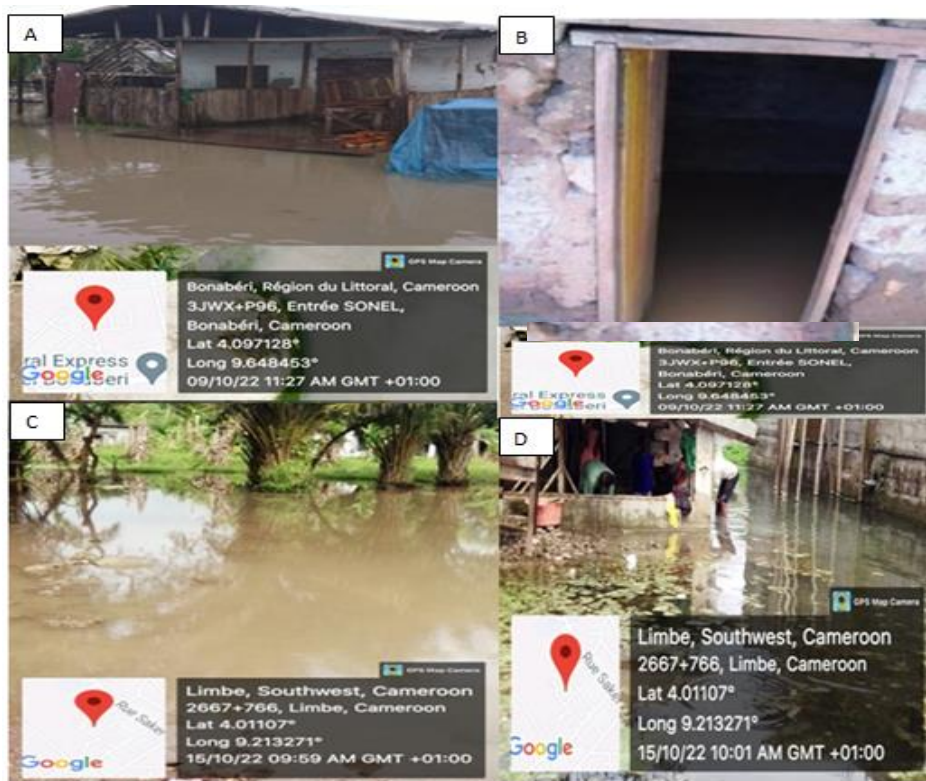 A
GPS Map Camera
Bonabéri, Région du Littoral, Cameroon
3JWX+P96, Entrée SONEL,
Bonabéri, Cameroon
Lat 4.097128°
Long 9.648453°
09/10/22 11:27 AM GMT +01:00
ral Express
Google
B
Bonabéri, Région du Littoral, Cameroon
3JWX+P96, Entrée SONEL,
Bonabéri, Cameroon
Lat 4.097128°
Long 9.648453°
09/10/22 11:27 AM GMT +01:00
ral Express
Google
C
GPS Map Camera
Limbe, Southwest, Cameroon
2667+766, Limbe, Cameroon
Lat 4.01107°
Long 9.213271°
15/10/22 09:59 AM GMT +01:00
Rue Saker
Google
D
GPS Map Camera
Limbe, Southwest, Cameroon
2667+766, Limbe, Cameroon
Lat 4.01107°
Long 9.213271°
15/10/22 10:01 AM GMT +01:00
Rue Saker
Google